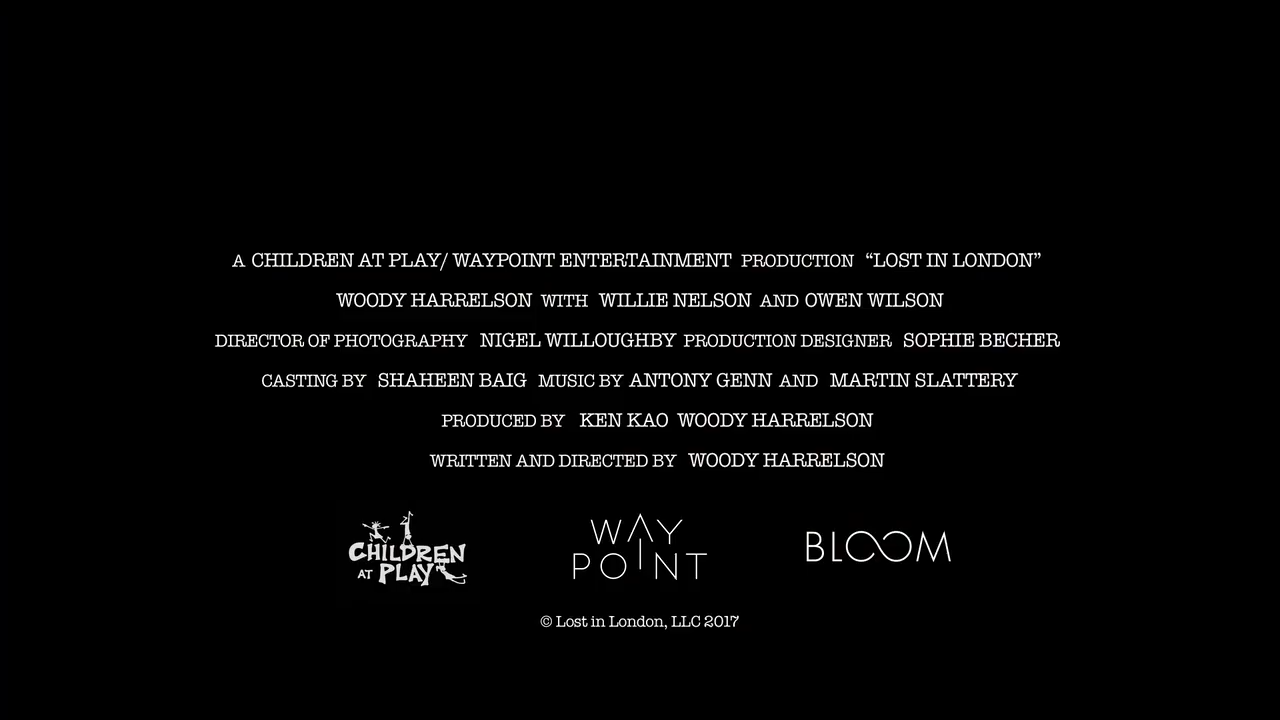 A CHILDREN AT PLAY/ WAYPOINT ENTERTAINMENT PRODUCTION “LOST IN LONDON”
WOODY HARRELSON WITH WILLIE NELSON AND OWEN WILSON
DIRECTOR OF PHOTOGRAPHY NIGEL WILLOUGHBY PRODUCTION DESIGNER SOPHIE BECHER
CASTING BY SHAHEEN BAIG MUSIC BY ANTONY GENN AND MARTIN SLATTERY
PRODUCED BY KEN KAO WOODY HARRELSON
WRITTEN AND DIRECTED BY WOODY HARRELSON
CHILDREN
AT PLAY
WAY
POINT
BLOOM
© Lost in London, LLC 2017